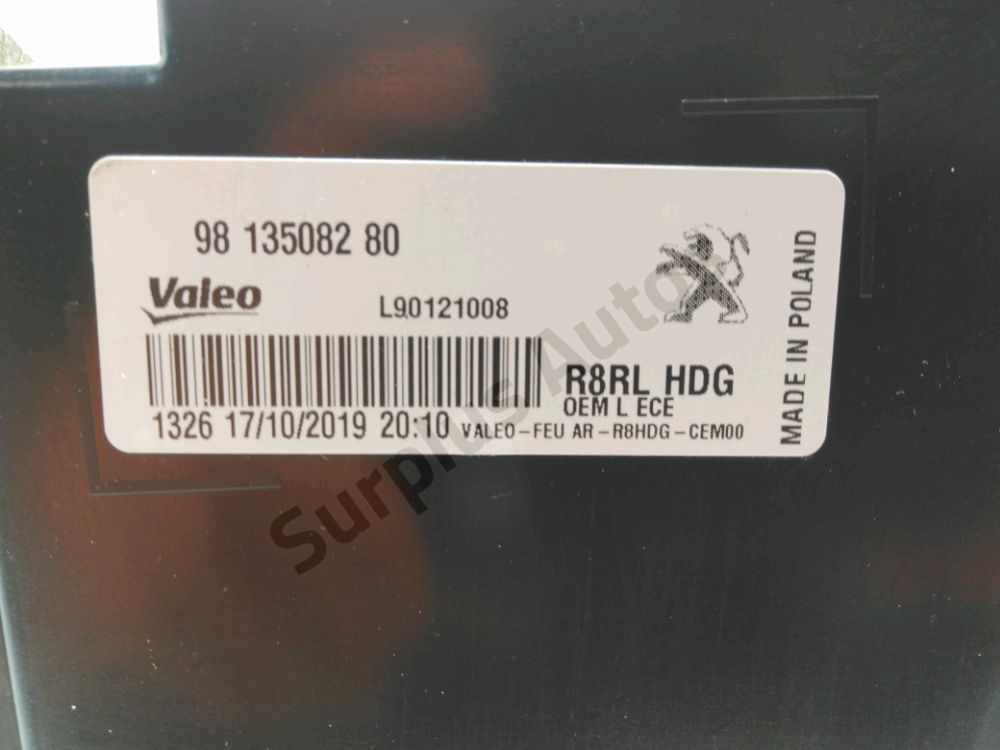 98 135082 80
Valeo
L90121008
R8RL HDG
OEM L ECE
1326 17/10/2019 20:10 VALEO-FEU AR-R8HDG-CEM00
MADE IN POLAND
Surplus Autos